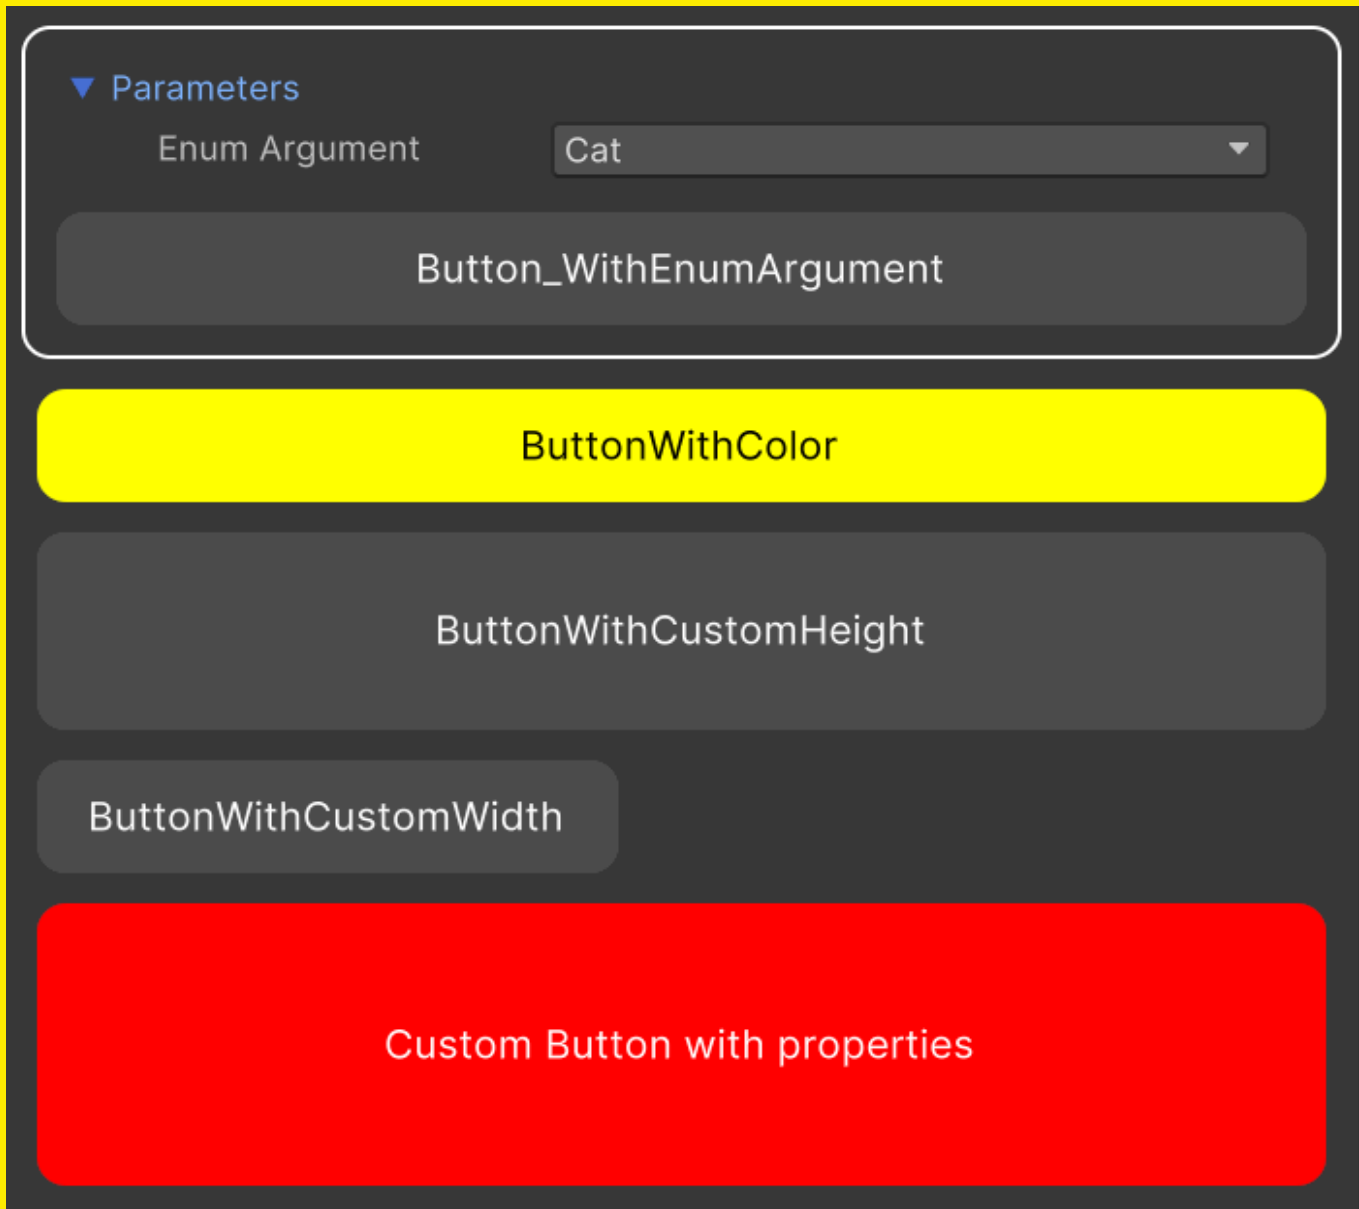 Parameters
Enum Argument Cat
Button_WithEnumArgument
ButtonWithColor
ButtonWithCustomHeight
ButtonWithCustomWidth
Custom Button with properties